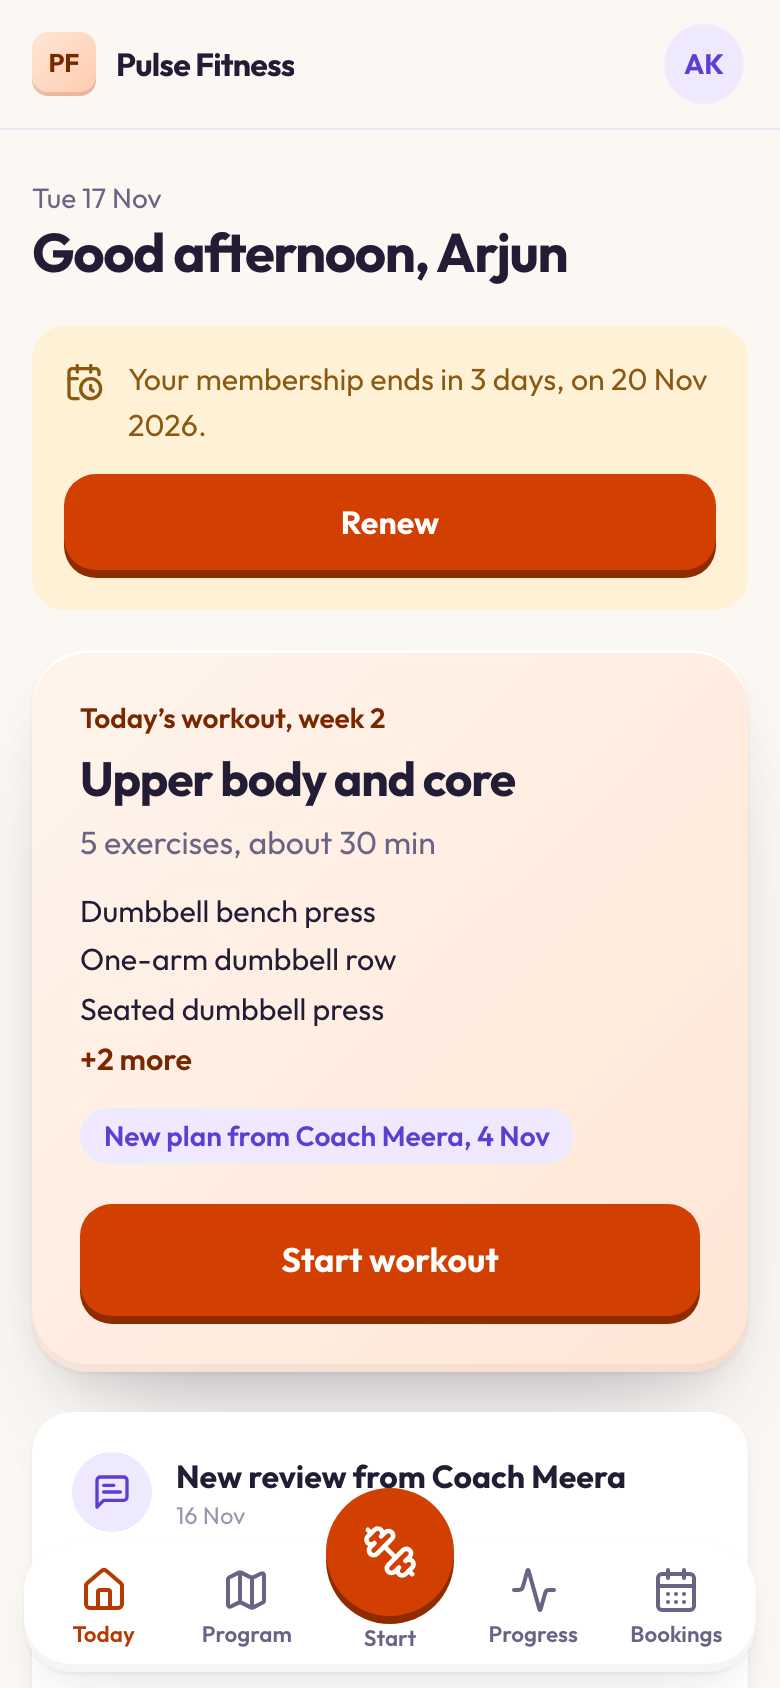 PF
Pulse Fitness
AK
Tue 17 Nov
Good afternoon, Arjun
Your membership ends in 3 days, on 20 Nov
2026.
Renew
Today’s workout, week 2
Upper body and core
5 exercises, about 30 min
Dumbbell bench press
One-arm dumbbell row
Seated dumbbell press
+2 more
New plan from Coach Meera, 4 Nov
Start workout
New review from Coach Meera
16 Nov
Today
Program
Start
Progress
Bookings